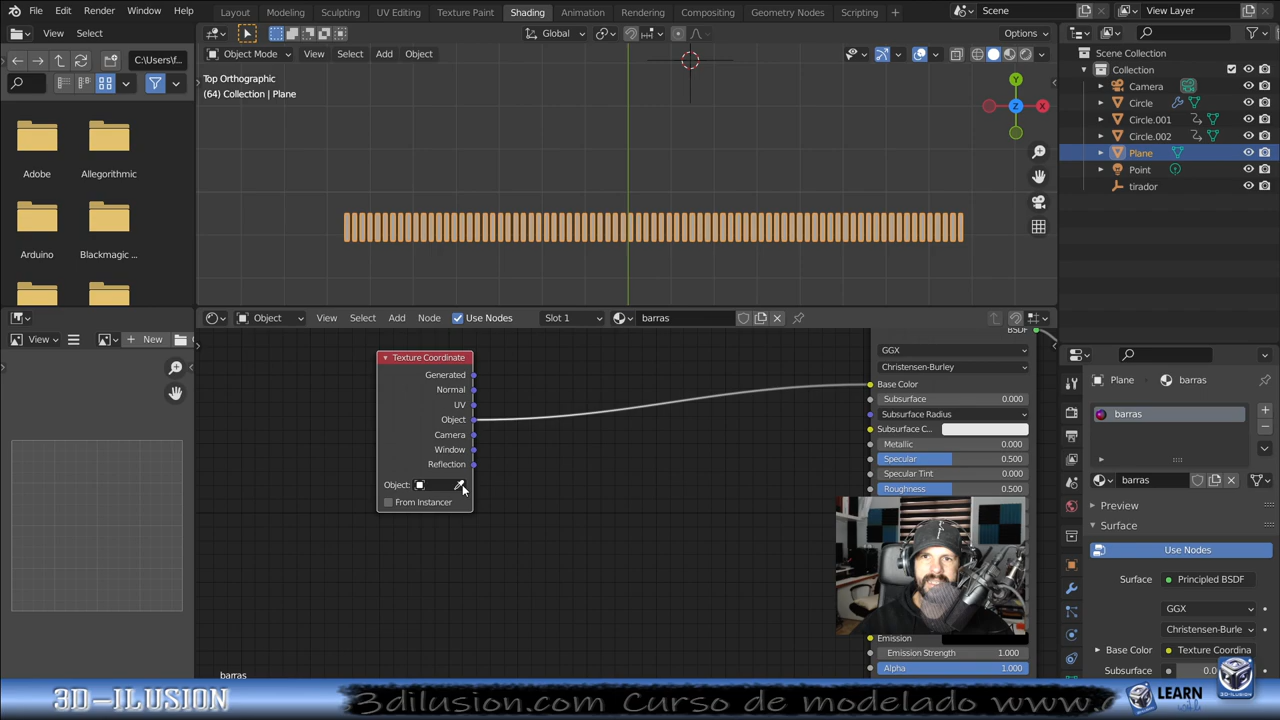 File Edit Render Window Help Layout Modeling Sculpting UV Editing Texture Paint Shading Animation Rendering Compositing Geometry Nodes Scripting + Scene View Layer
View Select Global Options
C:\Users\f...
Object Mode View Select Add Object
Scene Collection
Collection
Camera
Circle
Circle.001
Circle.002
Plane
Point
tirador
Top Orthographic
(64) Collection | Plane
Y
Z
X
Adobe
Allegorithmic
Arduino
Blackmagic ...
View + New
Object View Select Add Node Use Nodes Slot 1 barras
Texture Coordinate
Generated
Normal
UV
Object
Camera
Window
Reflection
Object:
From Instancer
BSDF
GGX
Christensen-Burley
Base Color
Subsurface 0.000
Subsurface Radius
Subsurface C...
Metallic 0.000
Specular 0.500
Specular Tint 0.000
Roughness 0.500
Emission
Emission Strength 1.000
Alpha 1.000
barras
Plane barras
barras
barras
Preview
Surface
Use Nodes
Surface Principled BSDF
GGX
Christensen-Burle
Base Color Texture Coordina
Subsurface 0.0
3D-ILUSION
3dilusion.com Curso de modelado www.
LEARN
3D-ILUSION